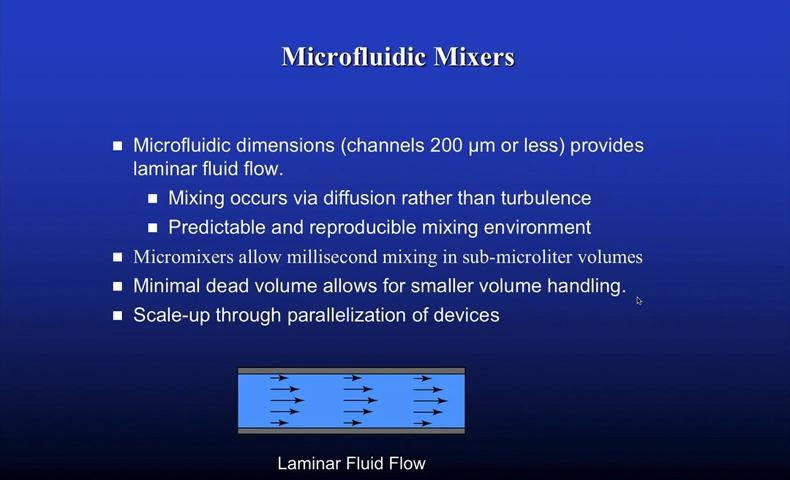 Microfluidic Mixers
Microfluidic dimensions (channels 200 μm or less) provides
laminar fluid flow.
Mixing occurs via diffusion rather than turbulence
Predictable and reproducible mixing environment
Micromixers allow millisecond mixing in sub-microliter volumes
Minimal dead volume allows for smaller volume handling.
Scale-up through parallelization of devices
Laminar Fluid Flow